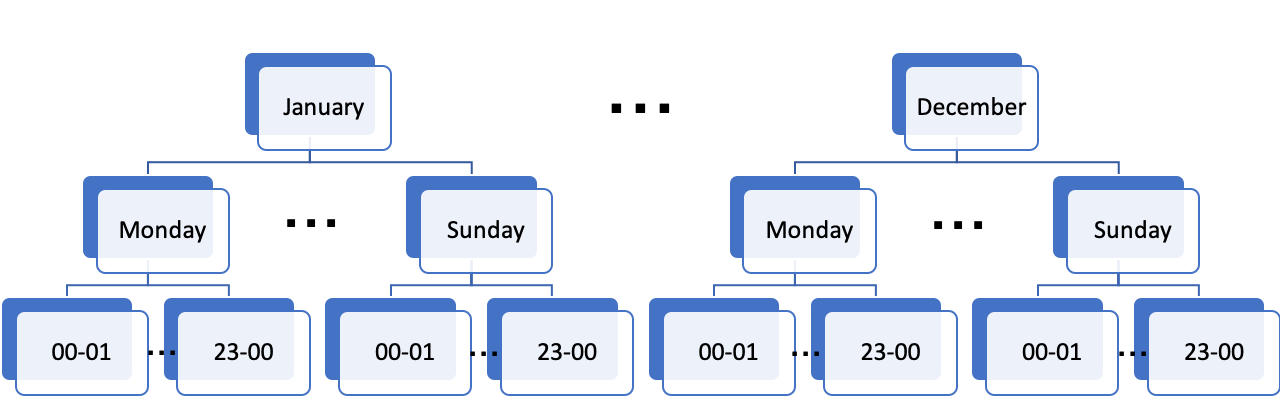 January ... December
Monday ... Sunday Monday ... Sunday
00-01 ... 23-00 00-01 ... 23-00 00-01 ... 23-00 00-01 ... 23-00